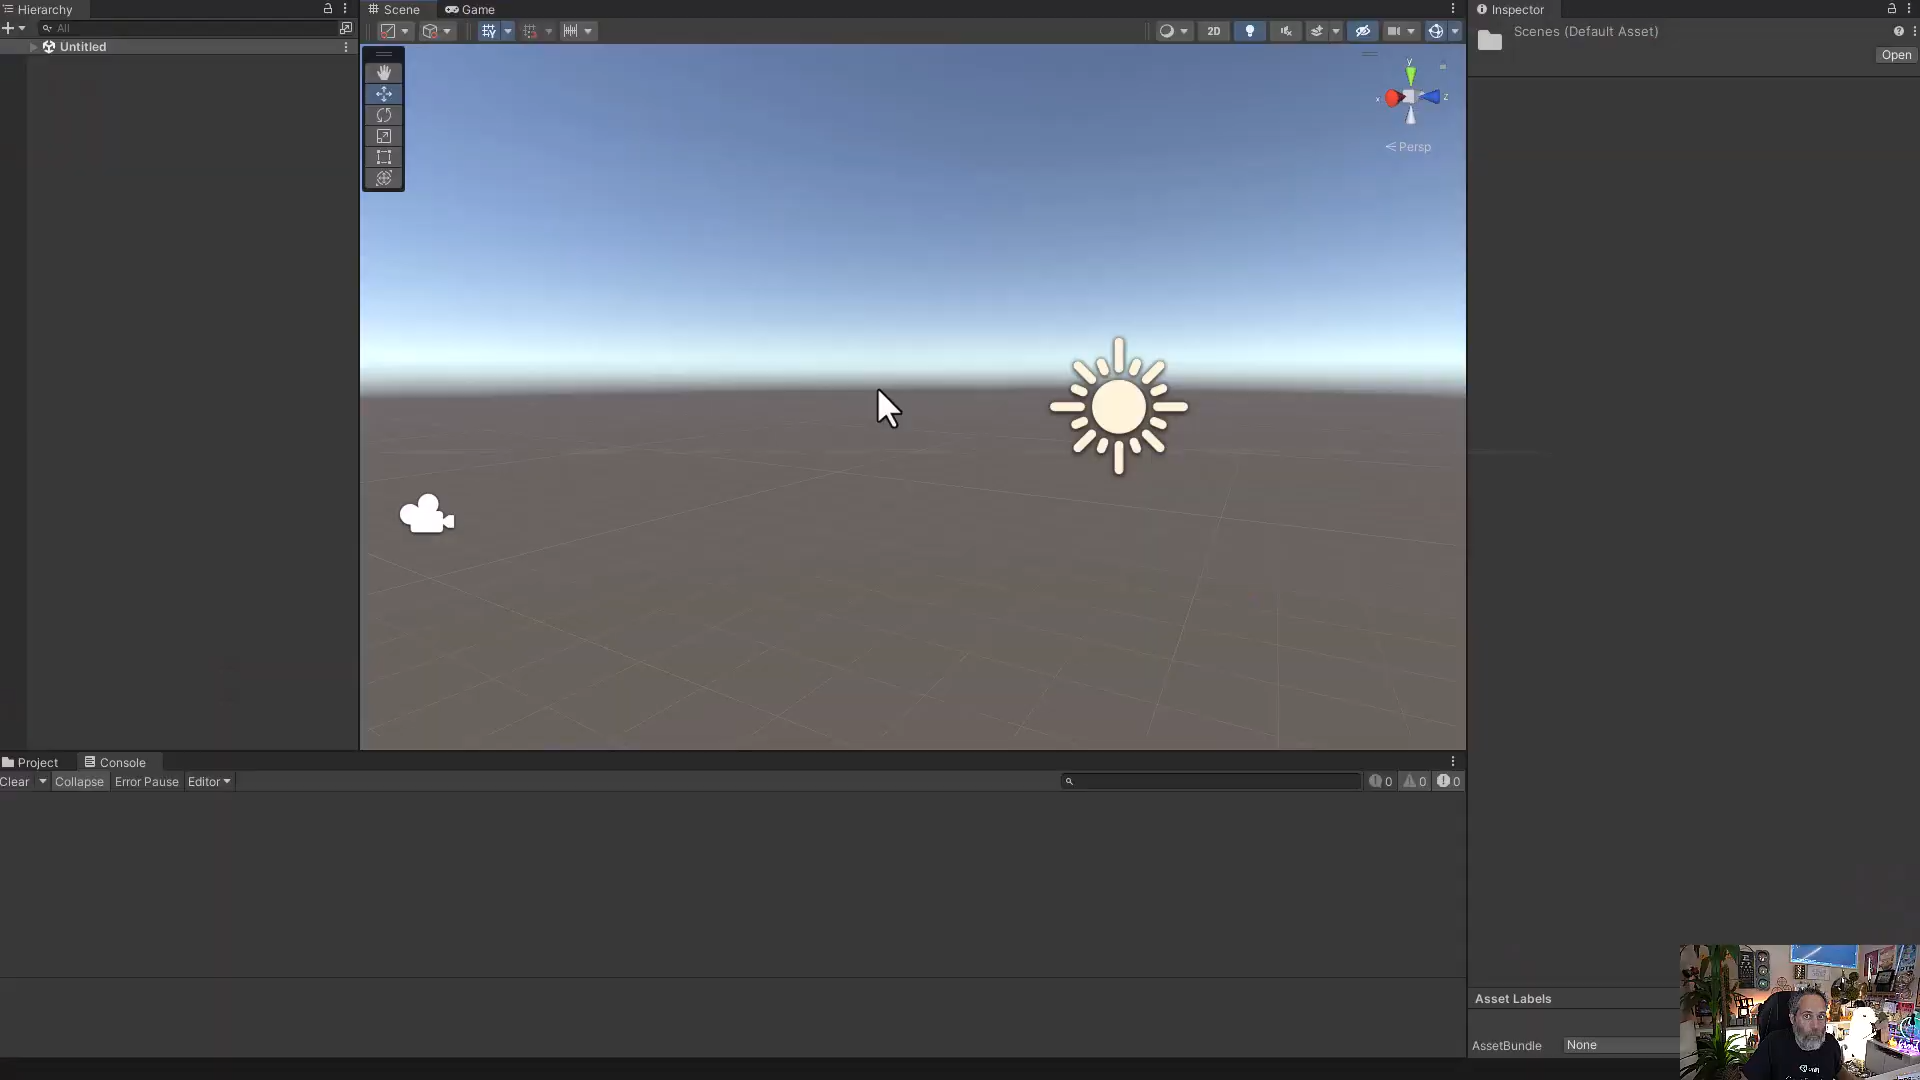 Hierarchy
All
Untitled
Scene
Game
2D
y
x
z
Persp
Inspector
Scenes (Default Asset)
Open
Project
Console
Clear
Collapse
Error Pause
Editor
0
0
0
Asset Labels
AssetBundle
None